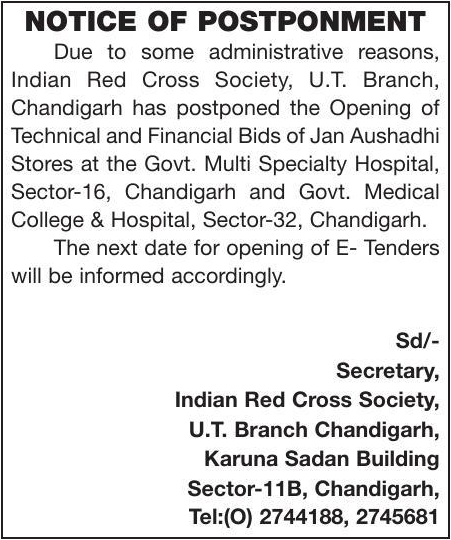 NOTICE OF POSTPONMENT
Due to some administrative reasons,
Indian Red Cross Society, U.T. Branch,
Chandigarh has postponed the Opening of
Technical and Financial Bids of Jan Aushadhi
Stores at the Govt. Multi Specialty Hospital,
Sector-16, Chandigarh and Govt. Medical
College & Hospital, Sector-32, Chandigarh.
The next date for opening of E- Tenders
will be informed accordingly.
Sd/-
Secretary,
Indian Red Cross Society,
U.T. Branch Chandigarh,
Karuna Sadan Building
Sector-11B, Chandigarh,
Tel:(O) 2744188, 2745681